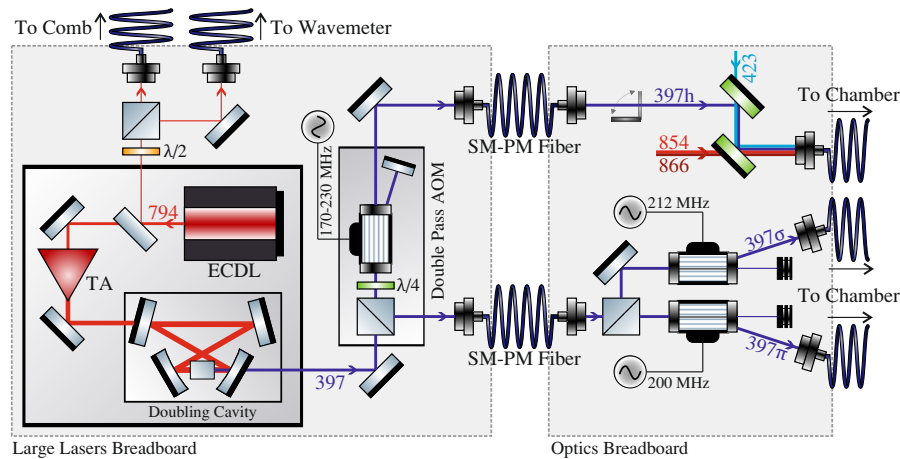 To Comb
To Wavemeter
λ/2
794
ECDL
TA
Doubling Cavity
397
Large Lasers Breadboard
170-230 MHz
Double Pass AOM
λ/4
SM-PM Fiber
SM-PM Fiber
397h
423
854
866
To Chamber
212 MHz
397σ
To Chamber
397π
200 MHz
Optics Breadboard